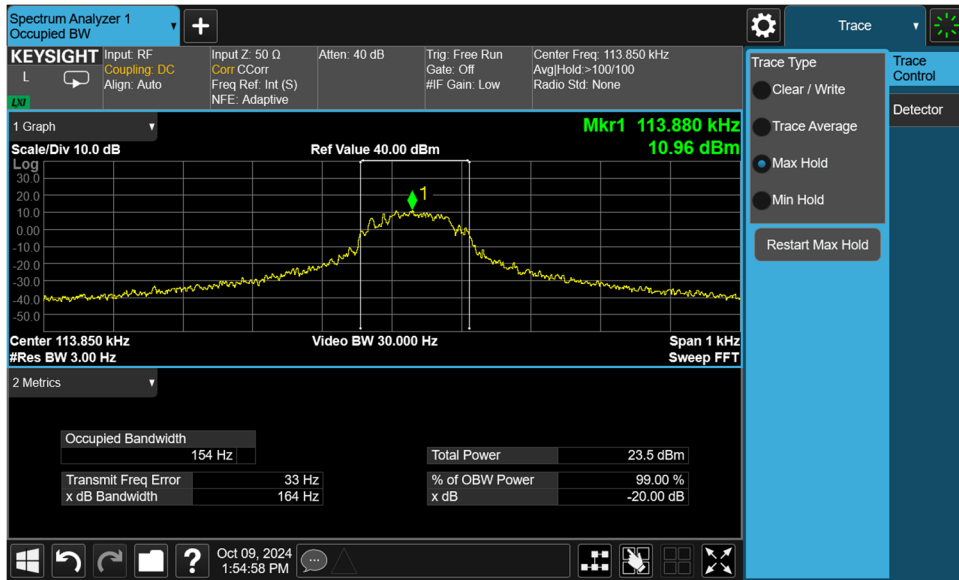 Spectrum Analyzer 1
Occupied BW
+
Trace
KEYSIGHT
L
LXI
Input: RF
Coupling: DC
Align: Auto
Input Z: 50 Ω
Corr CCorr
Freq Ref: Int (S)
NFE: Adaptive
Atten: 40 dB
Trig: Free Run
Gate: Off
#IF Gain: Low
Center Freq: 113.850 kHz
Avg|Hold:>100/100
Radio Std: None
Trace Type
Clear / Write
Trace Average
Max Hold
Min Hold
Restart Max Hold
Trace
Control
Detector
1 Graph
Mkr1 113.880 kHz
Scale/Div 10.0 dB
Ref Value 40.00 dBm
10.96 dBm
Log
30.0
20.0
10.0
0.00
-10.0
-20.0
-30.0
-40.0
-50.0
1
Center 113.850 kHz
Video BW 30.000 Hz
Span 1 kHz
#Res BW 3.00 Hz
Sweep FFT
2 Metrics
Occupied Bandwidth
154 Hz
Total Power 23.5 dBm
Transmit Freq Error 33 Hz
% of OBW Power 99.00 %
x dB Bandwidth 164 Hz
x dB -20.00 dB
?
Oct 09, 2024
1:54:58 PM